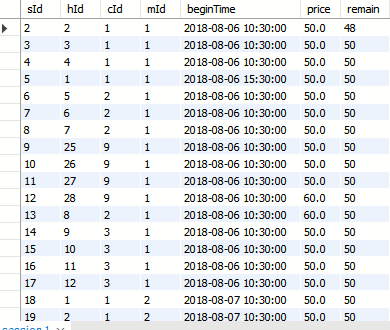 sId hId cId mId beginTime price remain
2 2 1 1 2018-08-06 10:30:00 50.0 48
3 3 1 1 2018-08-06 10:30:00 50.0 50
4 4 1 1 2018-08-06 10:30:00 50.0 50
5 1 1 1 2018-08-06 15:30:00 50.0 50
6 5 2 1 2018-08-06 10:30:00 50.0 50
7 6 2 1 2018-08-06 10:30:00 50.0 50
8 7 2 1 2018-08-06 10:30:00 50.0 50
9 25 9 1 2018-08-06 10:30:00 50.0 50
10 26 9 1 2018-08-06 10:30:00 50.0 50
11 27 9 1 2018-08-06 10:30:00 50.0 50
12 28 9 1 2018-08-06 10:30:00 60.0 50
13 8 2 1 2018-08-06 10:30:00 60.0 50
14 9 3 1 2018-08-06 10:30:00 50.0 50
15 10 3 1 2018-08-06 10:30:00 50.0 50
16 11 3 1 2018-08-06 10:30:00 50.0 50
17 12 3 1 2018-08-06 10:30:00 50.0 50
18 1 1 2 2018-08-07 10:30:00 50.0 50
19 2 1 2 2018-08-07 10:30:00 50.0 50
session 1